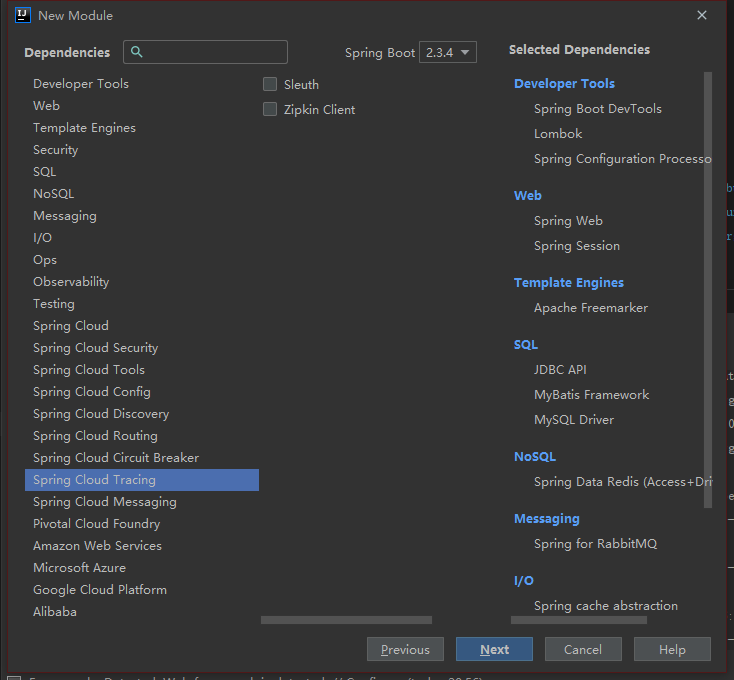 New Module
Dependencies
Spring Boot 2.3.4
Selected Dependencies
Developer Tools
Web
Template Engines
Security
SQL
NoSQL
Messaging
I/O
Ops
Observability
Testing
Spring Cloud
Spring Cloud Security
Spring Cloud Tools
Spring Cloud Config
Spring Cloud Discovery
Spring Cloud Routing
Spring Cloud Circuit Breaker
Spring Cloud Tracing
Spring Cloud Messaging
Pivotal Cloud Foundry
Amazon Web Services
Microsoft Azure
Google Cloud Platform
Alibaba
Sleuth
Zipkin Client
Developer Tools
Spring Boot DevTools
Lombok
Spring Configuration Processo
Web
Spring Web
Spring Session
Template Engines
Apache Freemarker
SQL
JDBC API
MyBatis Framework
MySQL Driver
NoSQL
Spring Data Redis (Access+Dri
Messaging
Spring for RabbitMQ
I/O
Spring cache abstraction
Previous
Next
Cancel
Help